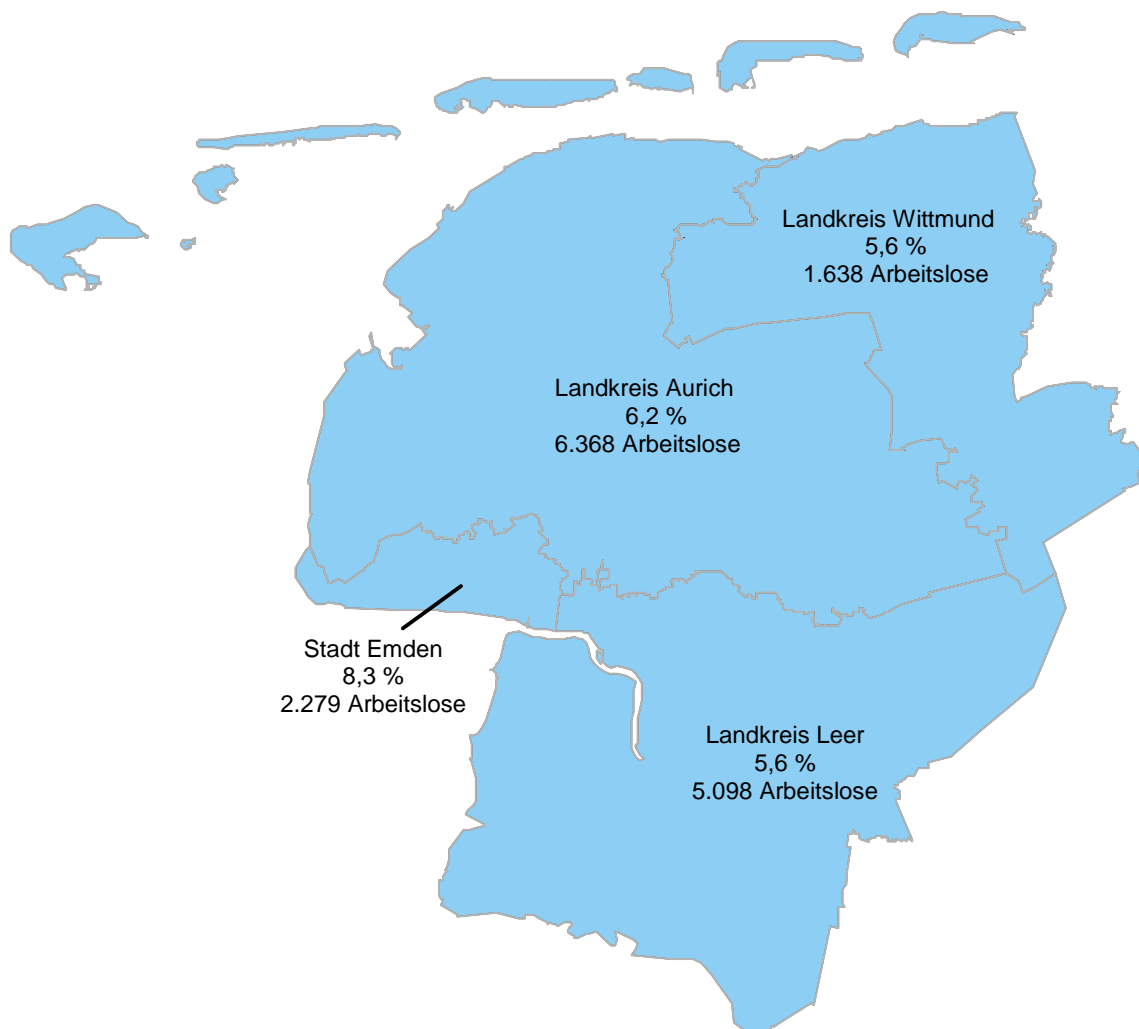 Landkreis Wittmund
5,6 %
1.638 Arbeitslose
Landkreis Aurich
6,2 %
6.368 Arbeitslose
Stadt Emden
8,3 %
2.279 Arbeitslose
Landkreis Leer
5,6 %
5.098 Arbeitslose